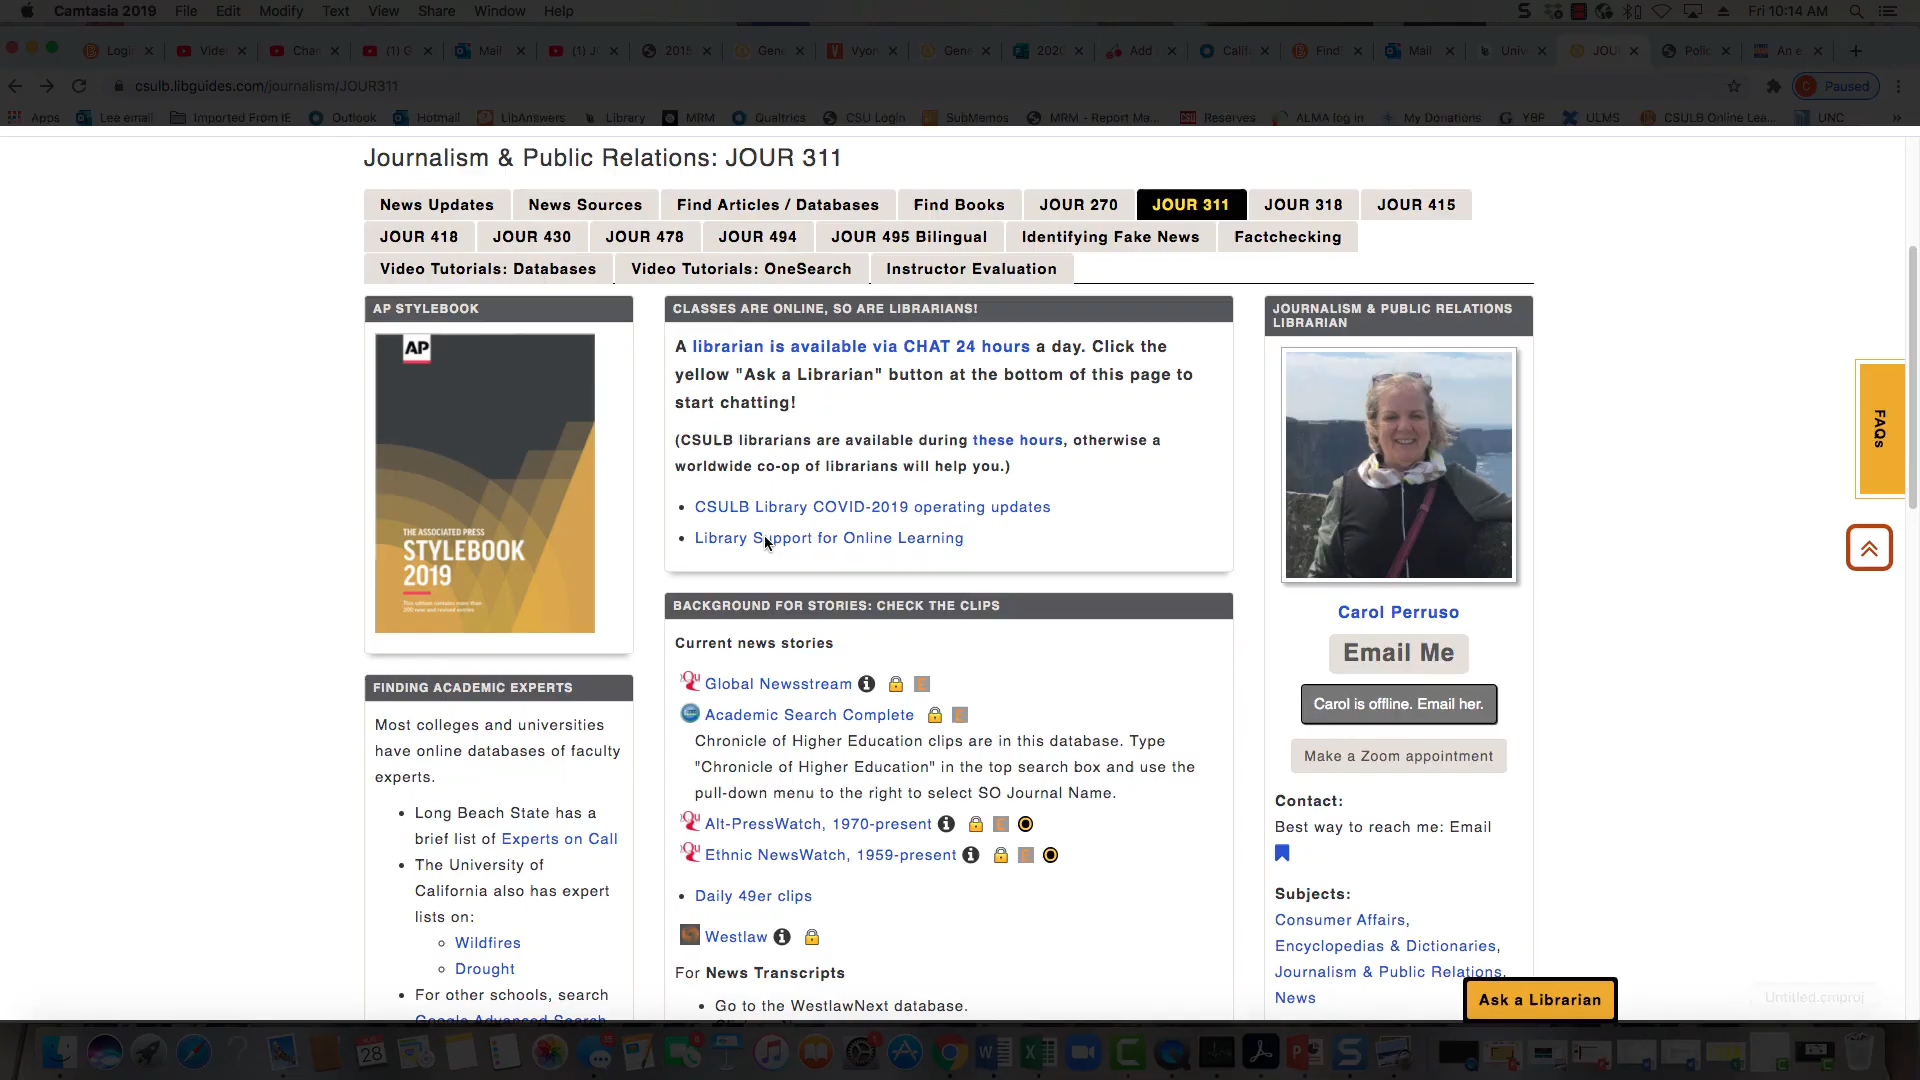 Camtasia 2019 File Edit Modify Text View Share Window Help
Fri 10:14 AM
Mail
2015
Gene
Vyon
Gene
2020
Add
Calif
Find
Mail
Univ
JOU
Polic
An e
csulb.libguides.com/journalism/JOUR311
Paused
Apps Lee email Imported From IE Outlook Hotmail LibAnswers Library MRM Qualtrics CSU Login SubMemos MRM - Report Ma... Reserves ALMA log in My Donations YBP ULMS CSULB Online Lea... UNC
Journalism & Public Relations: JOUR 311
News Updates News Sources Find Articles / Databases Find Books JOUR 270 JOUR 311 JOUR 318 JOUR 415
JOUR 418 JOUR 430 JOUR 478 JOUR 494 JOUR 495 Bilingual Identifying Fake News Factchecking
Video Tutorials: Databases Video Tutorials: OneSearch Instructor Evaluation
AP STYLEBOOK
AP
THE ASSOCIATED PRESS
STYLEBOOK
2019
FINDING ACADEMIC EXPERTS
Most colleges and universities
have online databases of faculty
experts.
Long Beach State has a
brief list of Experts on Call
The University of
California also has expert
lists on:
Wildfires
Drought
For other schools, search
Google Advanced Search
CLASSES ARE ONLINE, SO ARE LIBRARIANS!
A librarian is available via CHAT 24 hours a day. Click the
yellow "Ask a Librarian" button at the bottom of this page to
start chatting!
(CSULB librarians are available during these hours, otherwise a
worldwide co-op of librarians will help you.)
CSULB Library COVID-2019 operating updates
Library Support for Online Learning
BACKGROUND FOR STORIES: CHECK THE CLIPS
Current news stories
Global Newsstream
Academic Search Complete
Chronicle of Higher Education clips are in this database. Type
"Chronicle of Higher Education" in the top search box and use the
pull-down menu to the right to select SO Journal Name.
Alt-PressWatch, 1970-present
Ethnic NewsWatch, 1959-present
Daily 49er clips
Westlaw
For News Transcripts
Go to the WestlawNext database.
JOURNALISM & PUBLIC RELATIONS
LIBRARIAN
Carol Perruso
Email Me
Carol is offline. Email her.
Make a Zoom appointment
Contact:
Best way to reach me: Email
Subjects:
Consumer Affairs,
Encyclopedias & Dictionaries,
Journalism & Public Relations,
News
FAQs
Ask a Librarian
Untitled.cmproj
28